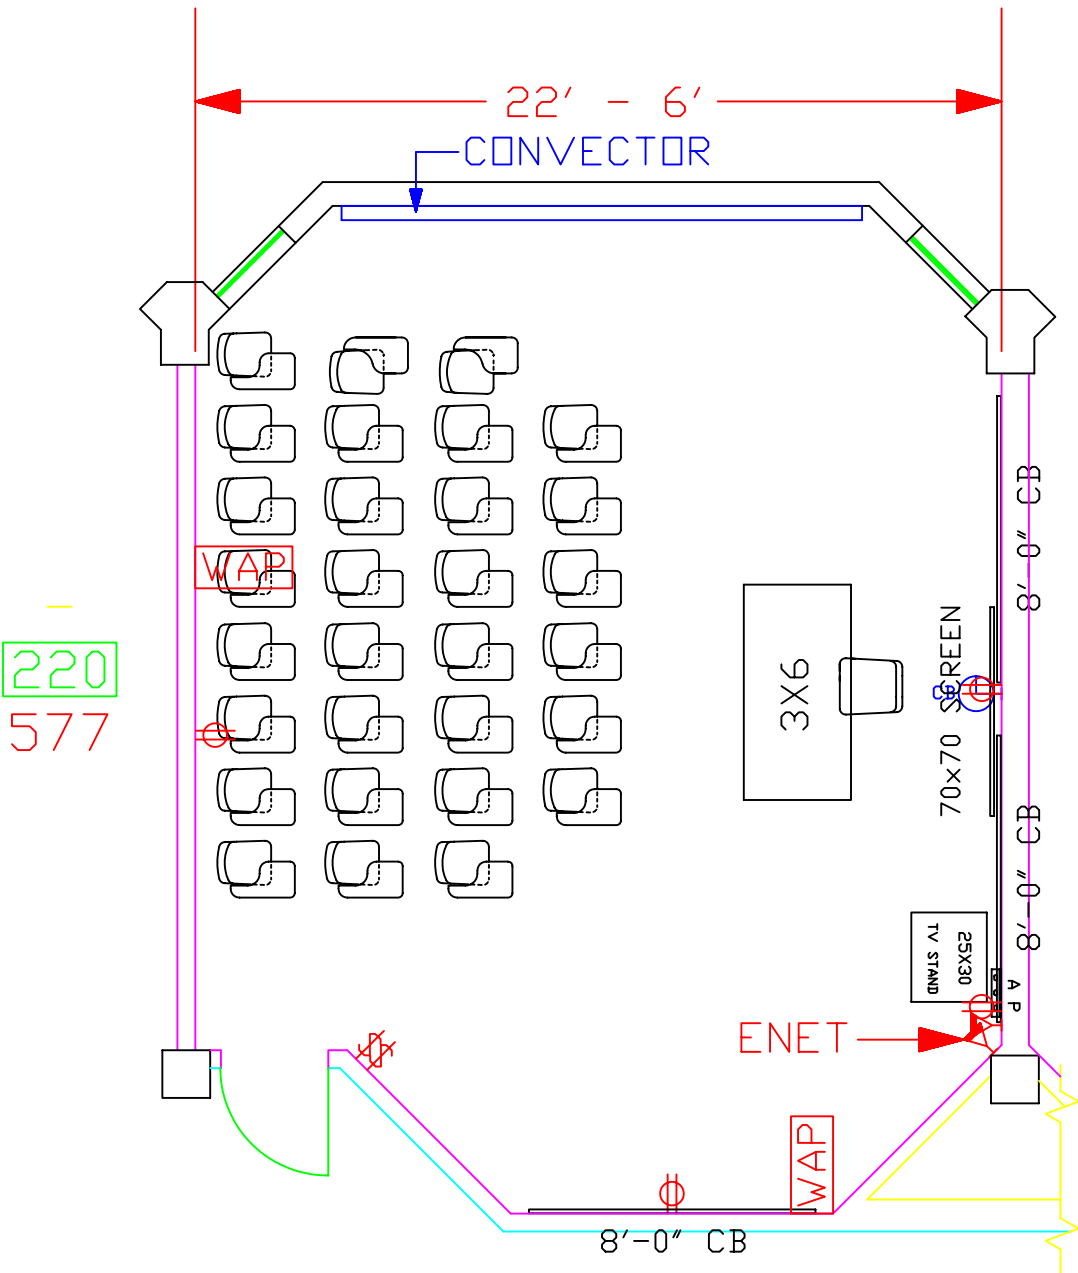 22' - 6'
CONVECTOR
8'-0" CB
WAP
220
577
3X6
70x70 SCREEN
CB
8'-0" CB
25X30
TV STAND
A P
ENET
WAP
8'-0" CB